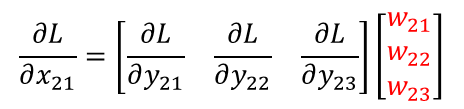 ∂L/∂x₂₁ = [∂L/∂y₂₁ ∂L/∂y₂₂ ∂L/∂y₂₃] [w₂₁ w₂₂ w₂₃]